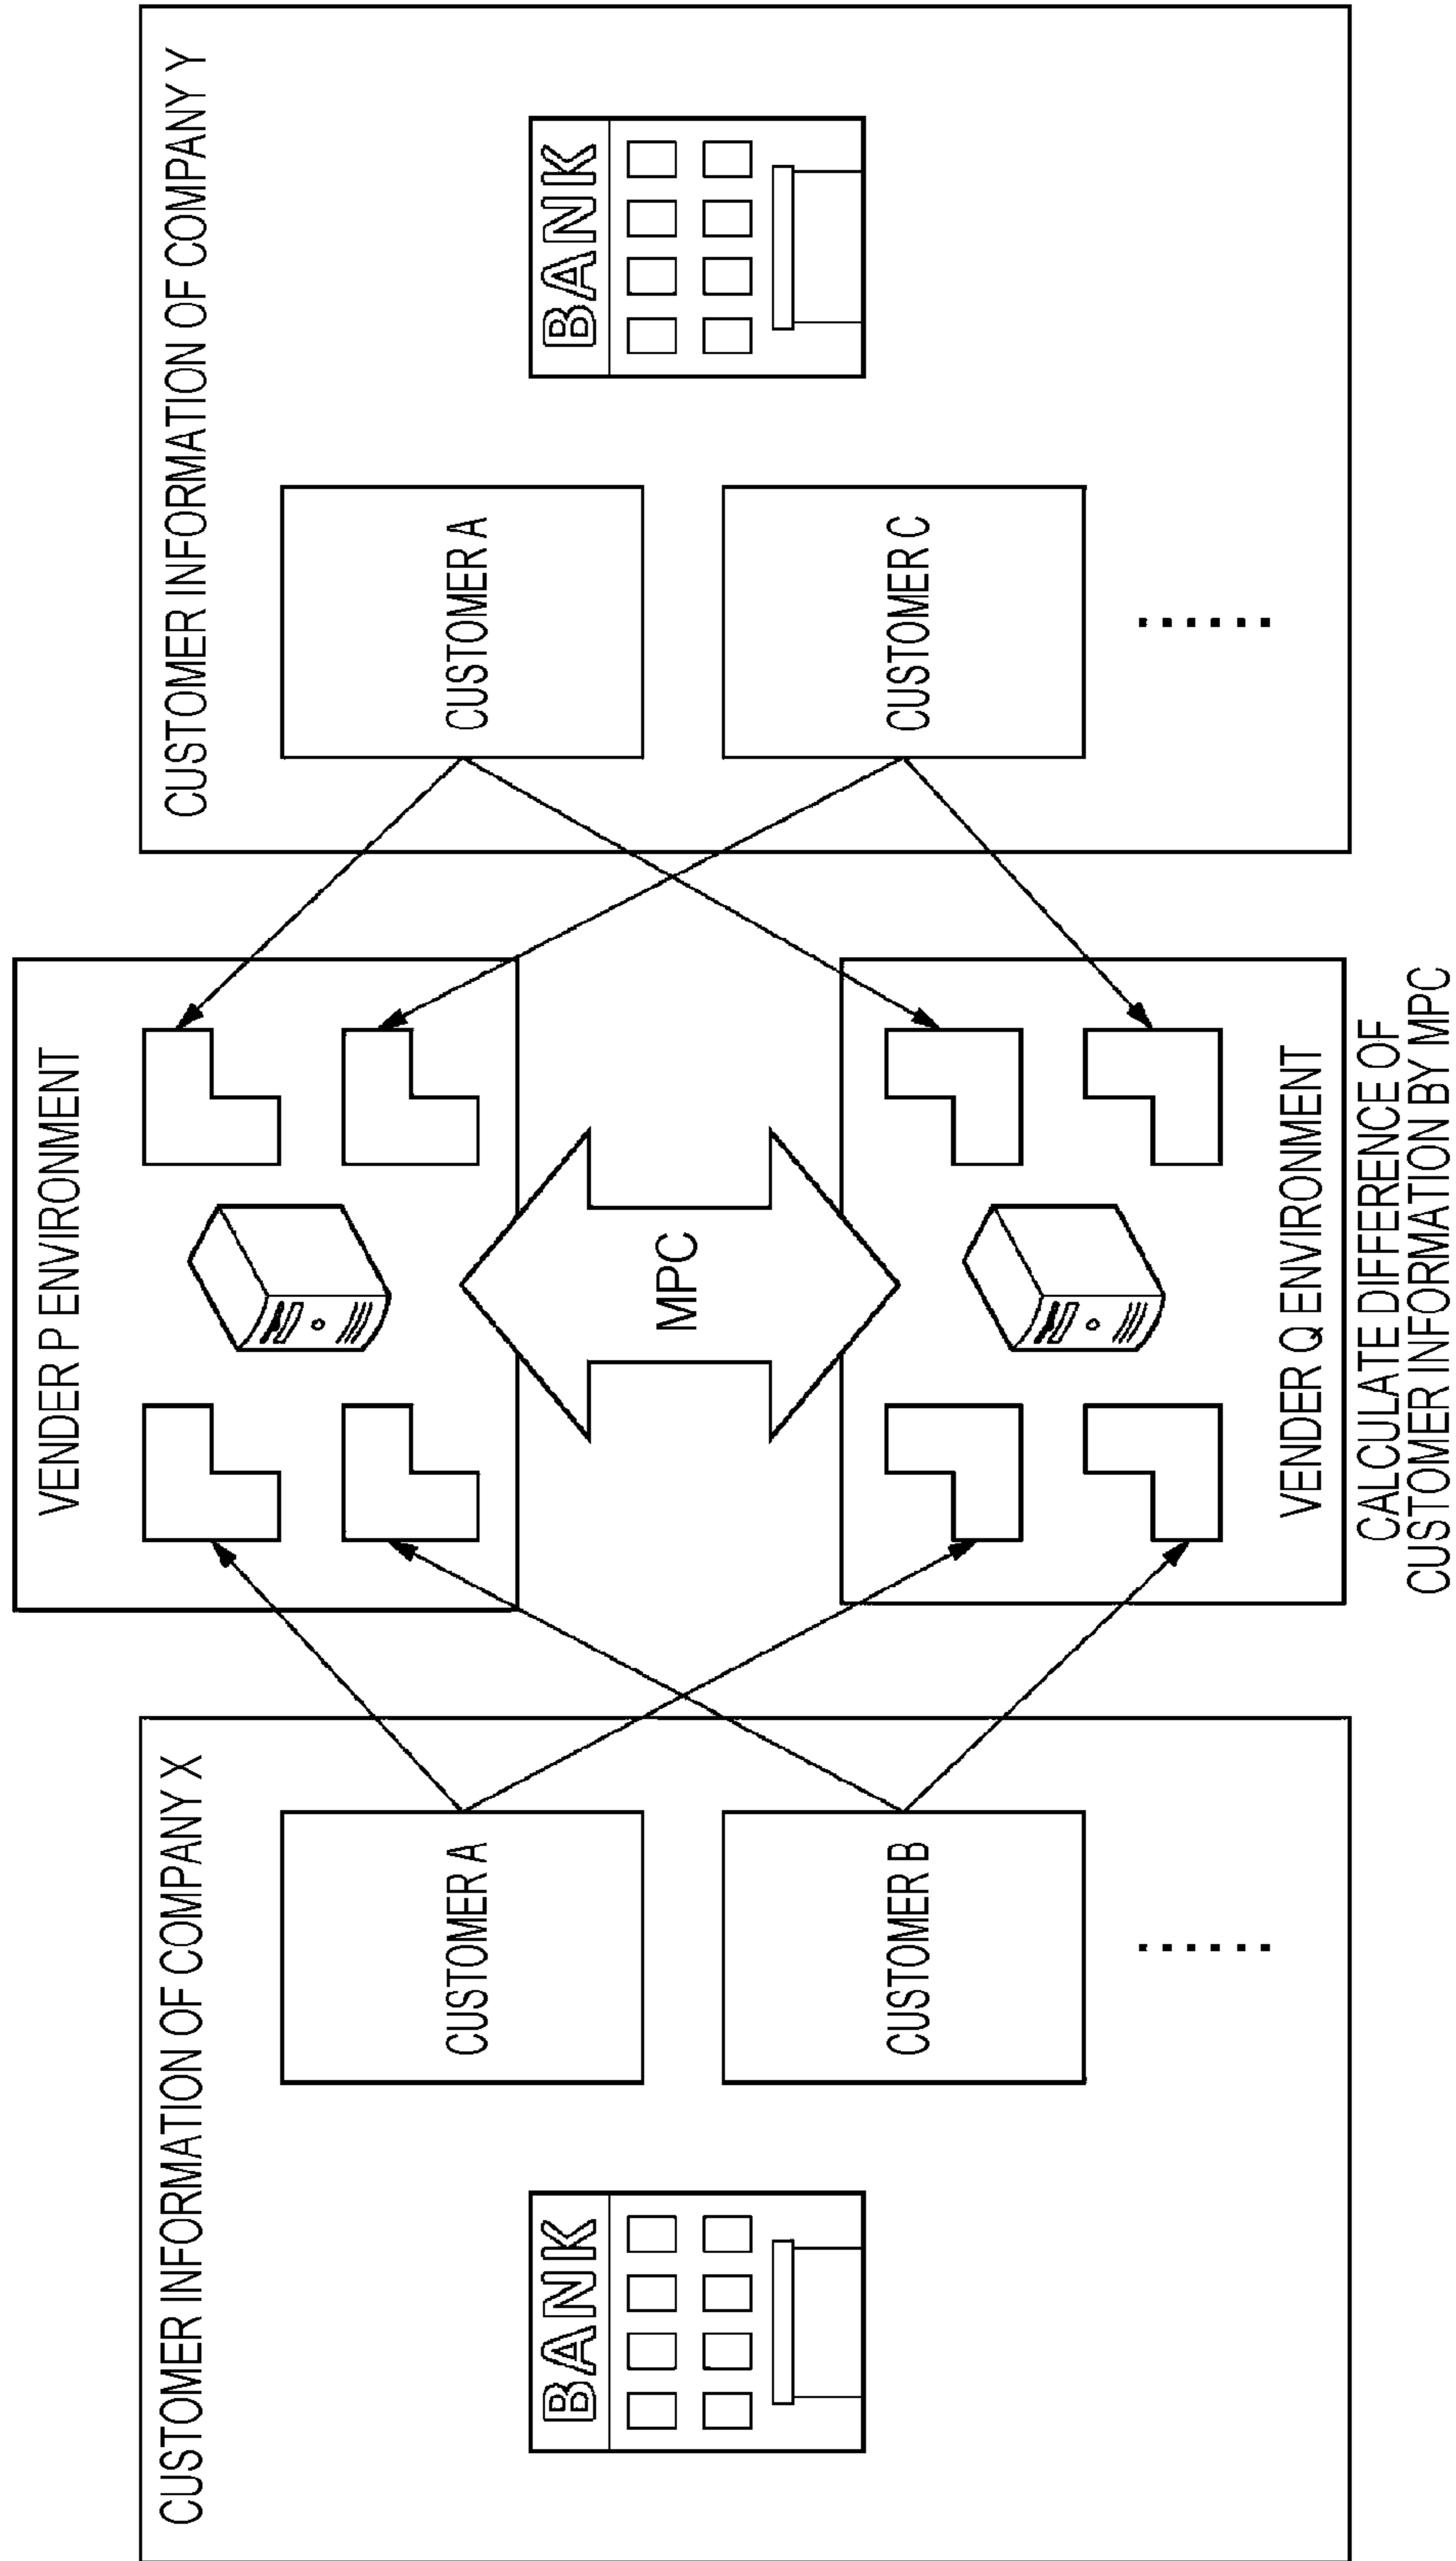 CUSTOMER INFORMATION OF COMPANY X
BANK
CUSTOMER A
CUSTOMER B
VENDER P ENVIRONMENT
MPC
VENDER Q ENVIRONMENT
CALCULATE DIFFERENCE OF
CUSTOMER INFORMATION BY MPC
CUSTOMER INFORMATION OF COMPANY Y
CUSTOMER A
CUSTOMER C
BANK